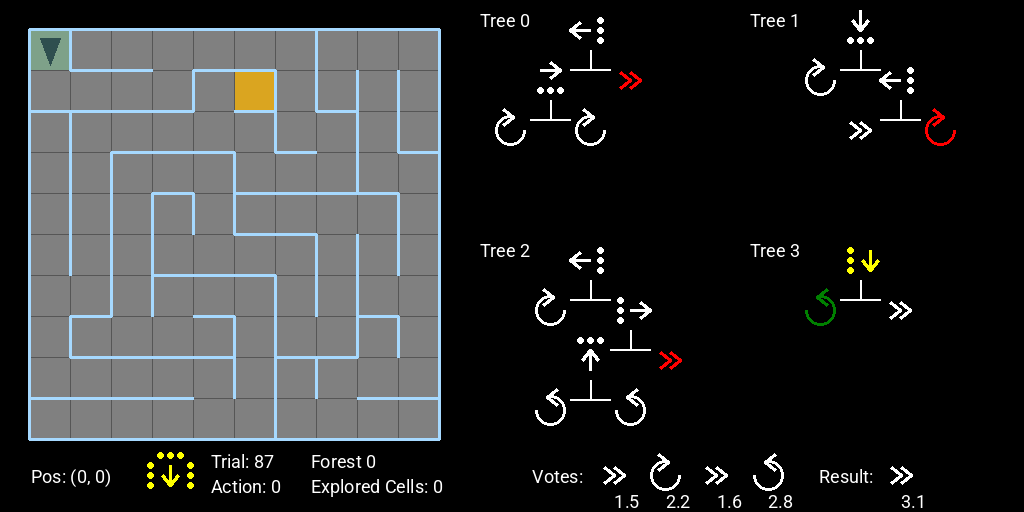 Tree 0
Tree 1
Tree 2
Tree 3
Pos: (0, 0)
Trial: 87
Forest 0
Action: 0
Explored Cells: 0
Votes:
Result:
1.5
2.2
1.6
2.8
3.1